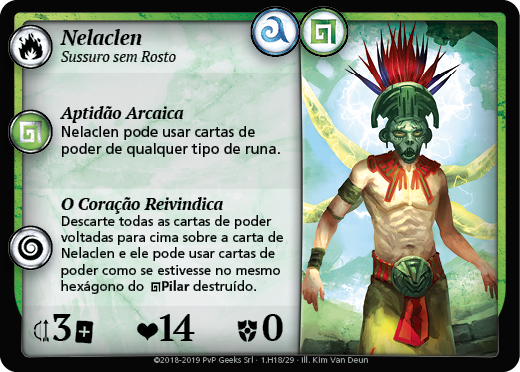 Nelaclen
Sussuro sem Rosto
Aptidão Arcaica
Nelaclen pode usar cartas de
poder de qualquer tipo de runa.
O Coração Reivindica
Descarte todas as cartas de poder
voltadas para cima sobre a carta de
Nelaclen e ele pode usar cartas de
poder como se estivesse no mesmo
hexágono do Pilar destruído.
3 14 0
©2018-2019 PvP Geeks Srl · 1.H18/29 · Ill. Kim Van Deun